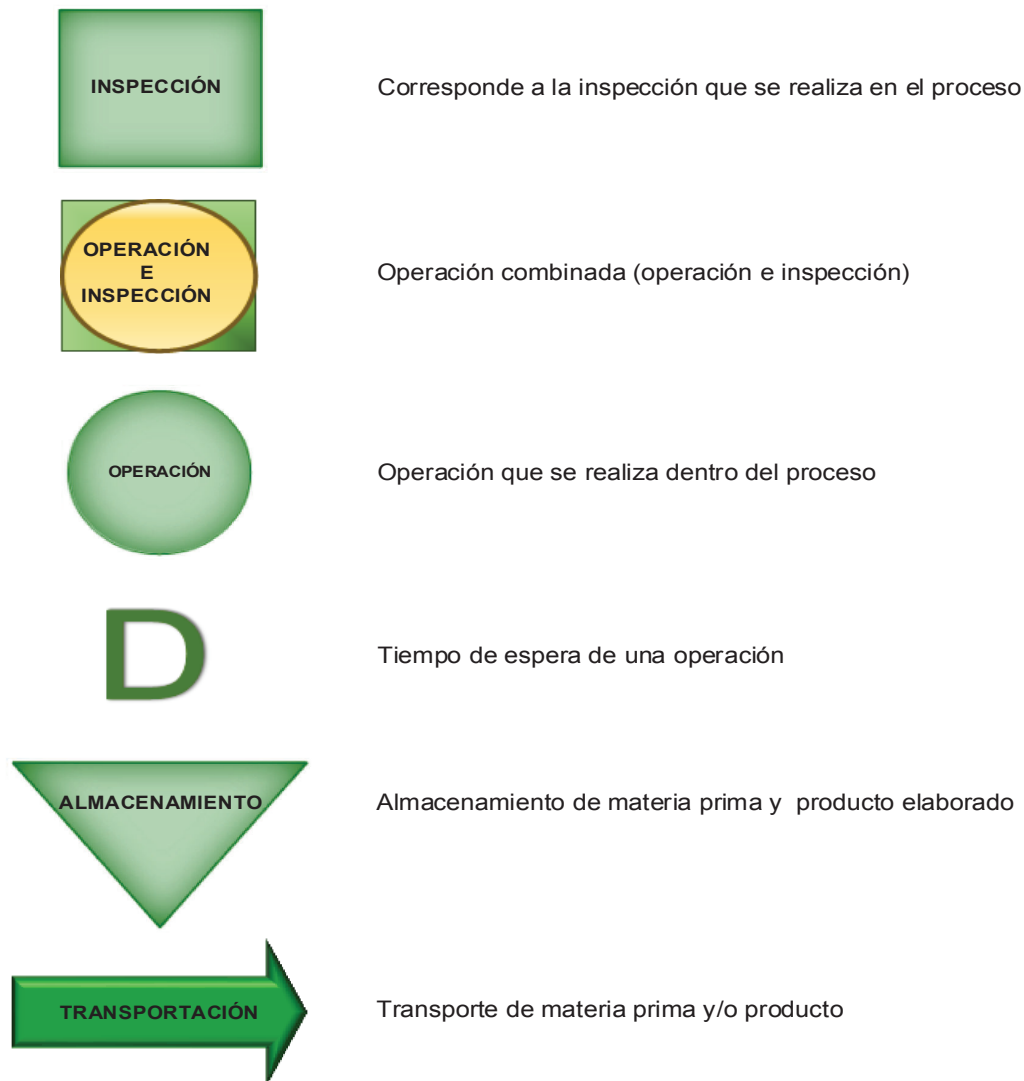 INSPECCIÓN
Corresponde a la inspección que se realiza en el proceso
OPERACIÓN
E
INSPECCIÓN
Operación combinada (operación e inspección)
OPERACIÓN
Operación que se realiza dentro del proceso
D
Tiempo de espera de una operación
ALMACENAMIENTO
Almacenamiento de materia prima y producto elaborado
TRANSPORTACIÓN
Transporte de materia prima y/o producto